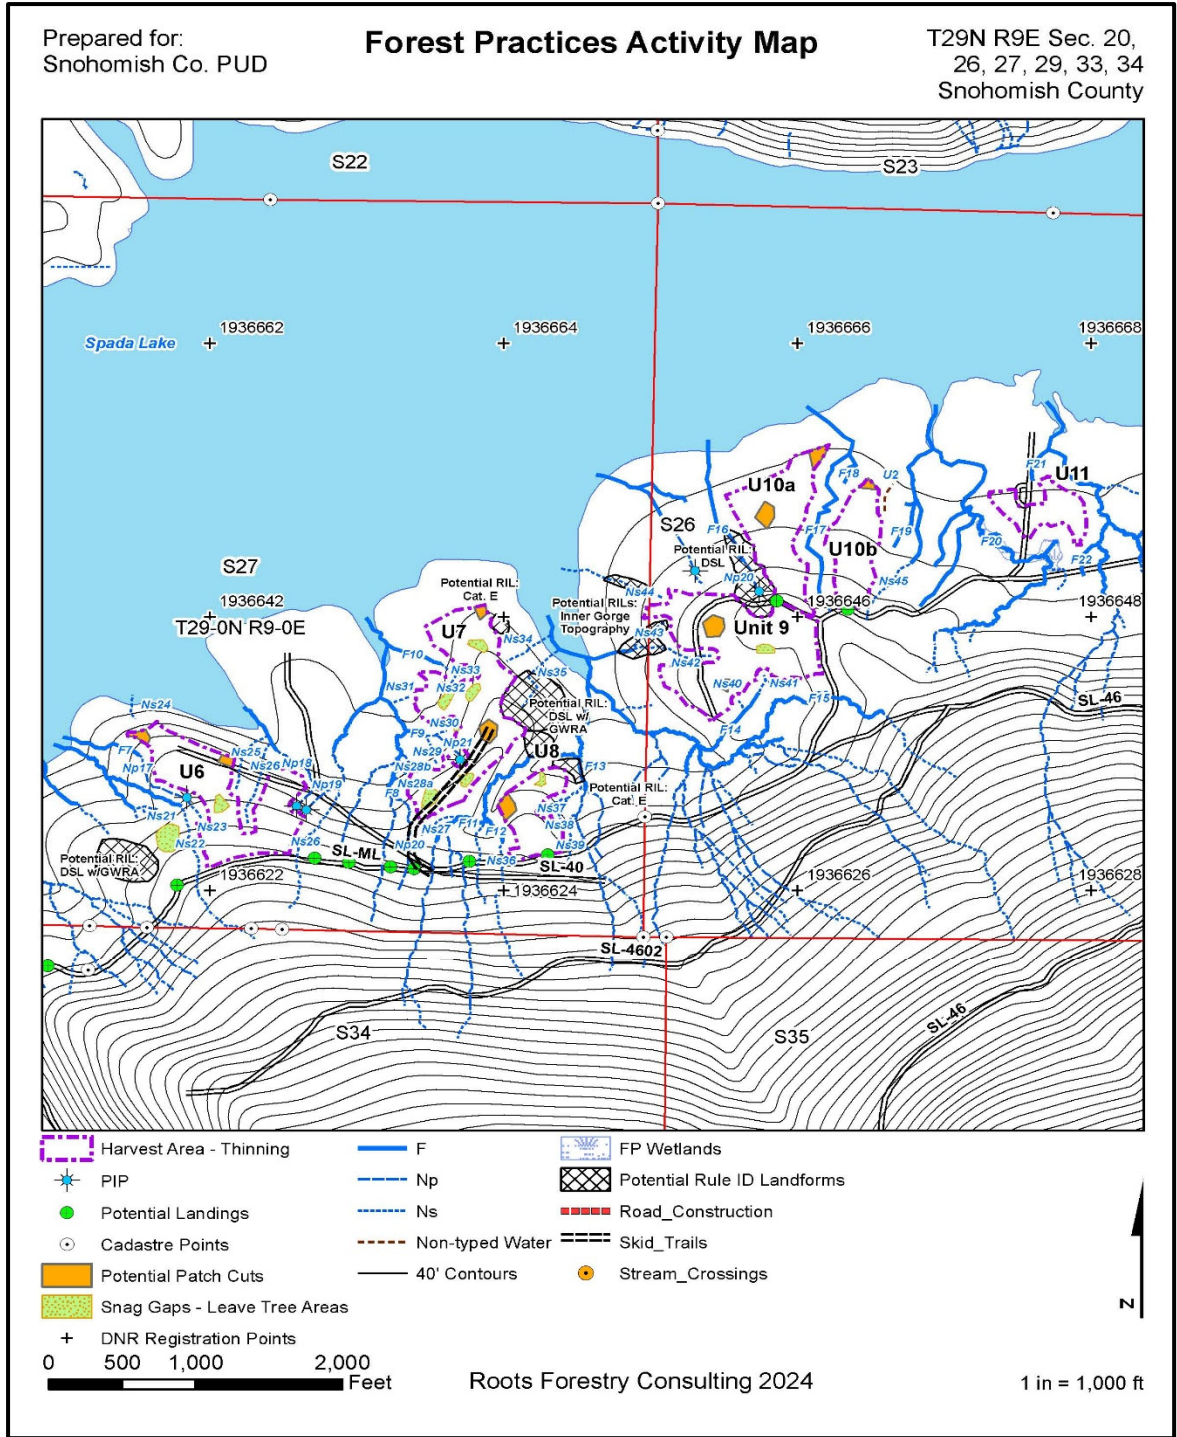 Prepared for:
Snohomish Co. PUD
Forest Practices Activity Map
T29N R9E Sec. 20,
26, 27, 29, 33, 34
Snohomish County
S22
S23
1936662
1936664
1936666
1936668
Spada Lake
F21
U11
F18
U2
U10a
S26
F16
F17
F19
U10b
F20
Potential RIL:
DSL
F22
S27
Np20
Ns45
Potential RIL:
Cat. E
Ns44
1936642
1936646
1936648
Potential RILs:
Inner Gorge
Topography
T29-0N R9-0E
U7
Ns34
Ns43
Unit 9
F10
Ns33
Ns35
Ns42
Ns31
Ns32
Ns40
Ns41
F15
SL-46
Ns24
Potential RIL:
DSL w/
GWRA
Ns30
F9
F14
F7
Ns25
Ns29
Np21
U8
Np17
U6
Ns26
Np18
Ns28b
F13
Np19
Ns28a
F8
Potential RIL:
Cat. E
Ns21
Ns23
Ns37
Ns22
Ns27
F11
F12
Ns38
Ns26
Np20
Ns39
Potential RIL:
DSL w/GWRA
SL-ML
Ns36
SL-40
1936622
1936624
1936626
1936628
SL-4602
SL-46
S34
S35
Harvest Area - Thinning
F
FP Wetlands
PIP
Np
Potential Rule ID Landforms
Potential Landings
Ns
Road_Construction
Cadastre Points
Non-typed Water
Skid_Trails
Potential Patch Cuts
40' Contours
Stream_Crossings
Snag Gaps - Leave Tree Areas
DNR Registration Points
N
0 500 1,000 2,000
Feet
Roots Forestry Consulting 2024
1 in = 1,000 ft